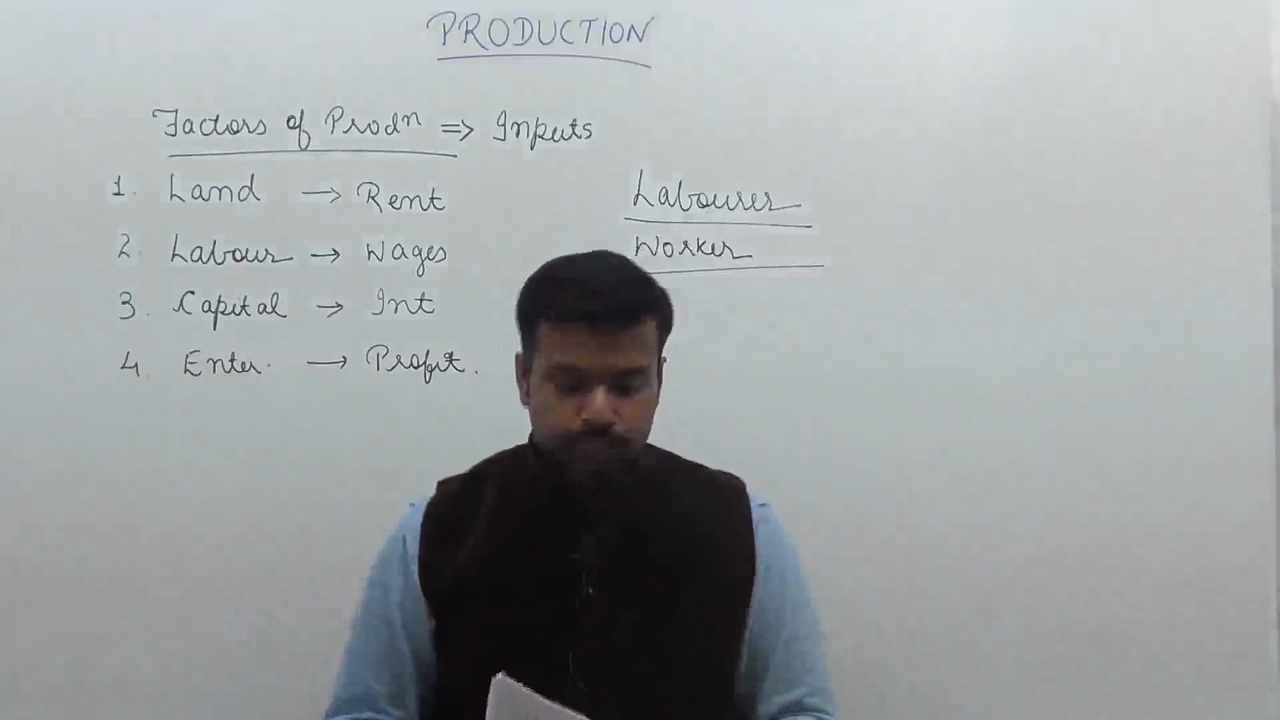 PRODUCTION
Factors of Prodn => Inputs
1. Land → Rent
2. Labour → Wages
3. Capital → Int
4. Enter. → Profit.
Labourer
Worker